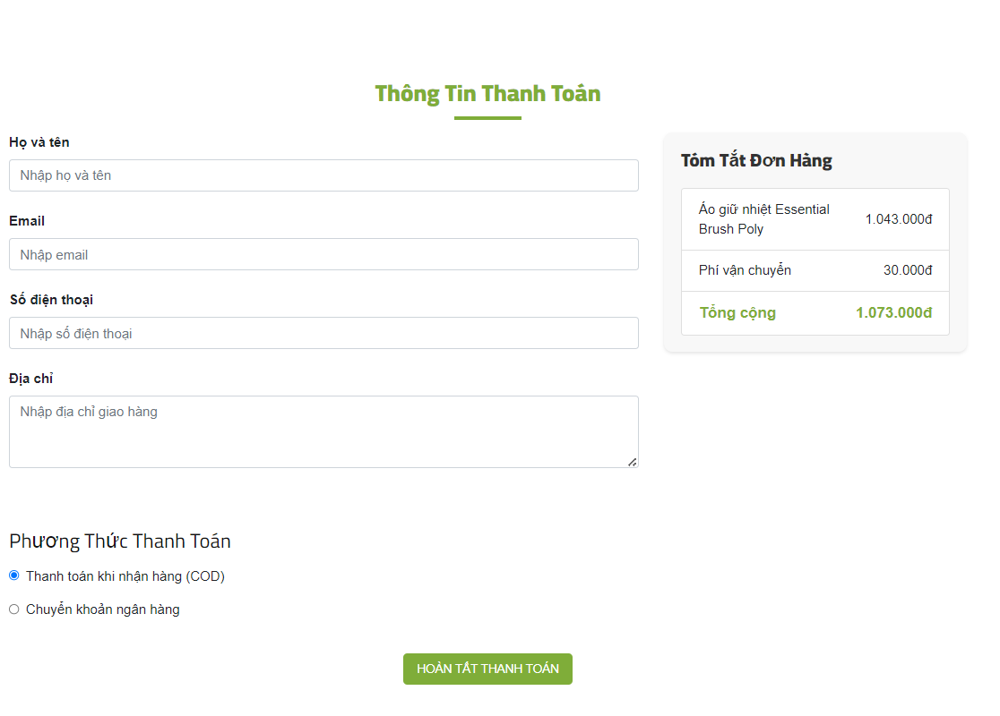 Thông Tin Thanh Toán
Họ và tên
Nhập họ và tên
Email
Nhập email
Số điện thoại
Nhập số điện thoại
Địa chỉ
Nhập địa chỉ giao hàng
Tóm Tắt Đơn Hàng
Áo giữ nhiệt Essential
Brush Poly
1.043.000đ
Phí vận chuyển 30.000đ
Tổng cộng 1.073.000đ
Phương Thức Thanh Toán
Thanh toán khi nhận hàng (COD)
Chuyển khoản ngân hàng
HOÀN TẤT THANH TOÁN